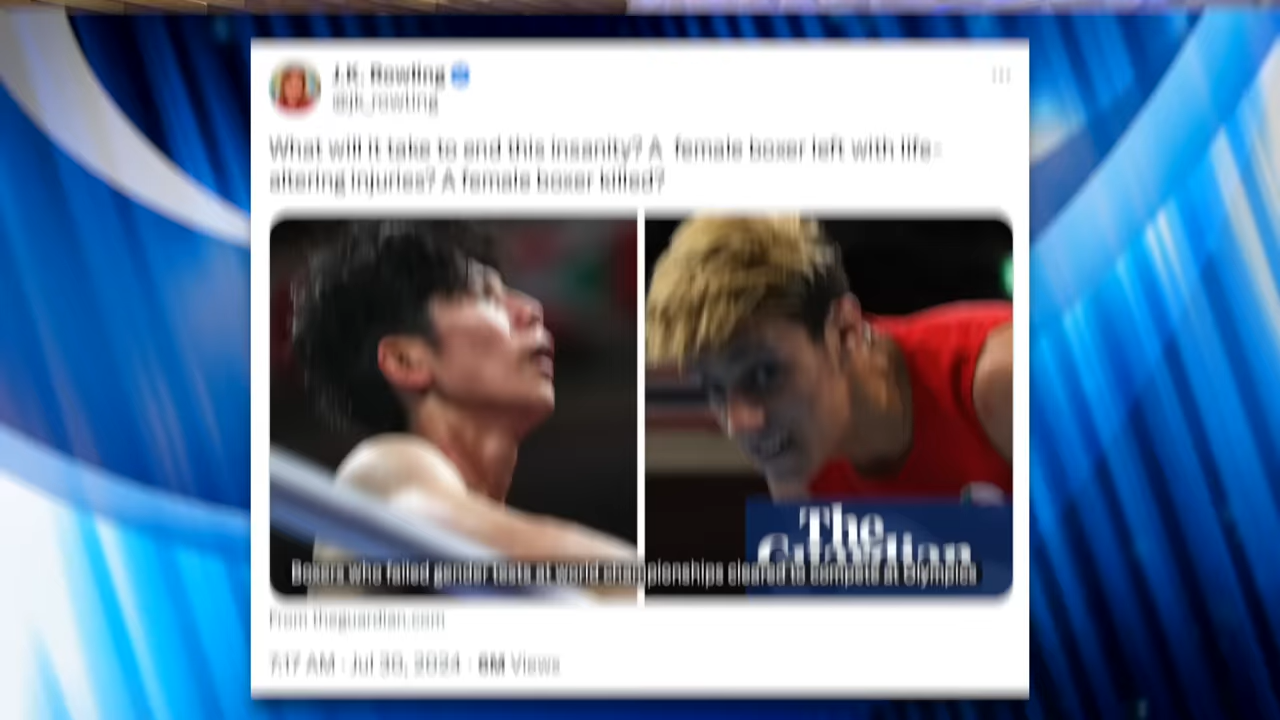 J.K. Rowling
@jk_rowling
What will it take to end this insanity? A female boxer left with life-
altering injuries? A female boxer killed?
The
Guardian
Boxers who failed gender tests at world championships cleared to compete at Olympics
From theguardian.com
7:17 AM · Jul 30, 2024 · 6M Views